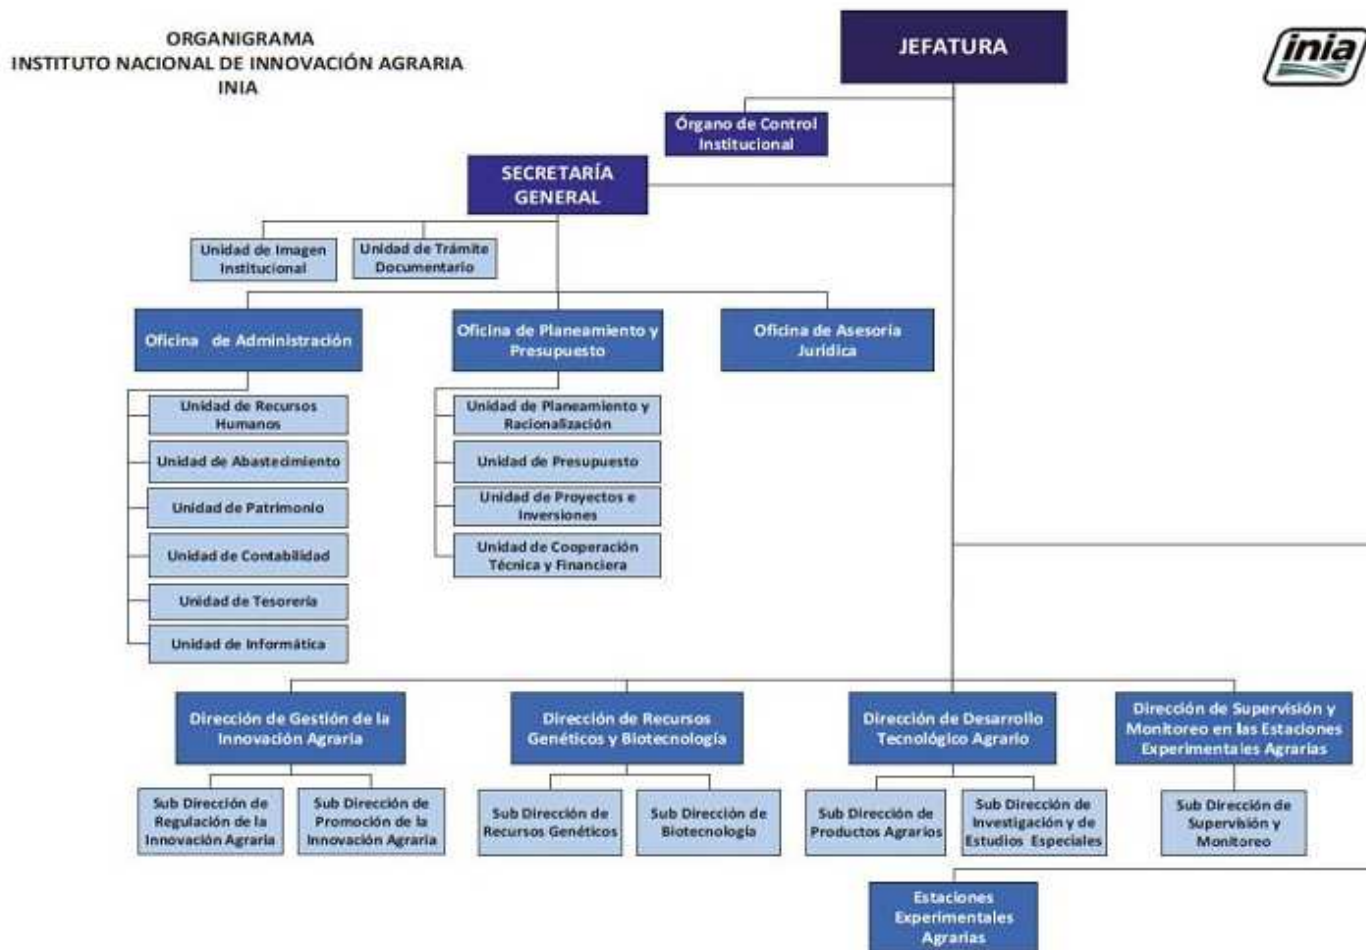 ORGANIGRAMA
INSTITUTO NACIONAL DE INNOVACIÓN AGRARIA
INIA
JEFATURA
inia
Órgano de Control
Institucional
SECRETARÍA
GENERAL
Unidad de Imagen
Institucional
Unidad de Trámite
Documentario
Oficina de Administración
Oficina de Planeamiento y
Presupuesto
Oficina de Asesoría
Jurídica
Unidad de Recursos
Humanos
Unidad de Abastecimiento
Unidad de Patrimonio
Unidad de Contabilidad
Unidad de Tesorería
Unidad de Informática
Unidad de Planeamiento y
Racionalización
Unidad de Presupuesto
Unidad de Proyectos e
Inversiones
Unidad de Cooperación
Técnica y Financiera
Dirección de Gestión de la
Innovación Agraria
Dirección de Recursos
Genéticos y Biotecnología
Dirección de Desarrollo
Tecnológico Agrario
Dirección de Supervisión y
Monitoreo en las Estaciones
Experimentales Agrarias
Sub Dirección de
Regulación de la
Innovación Agraria
Sub Dirección de
Promoción de la
Innovación Agraria
Sub Dirección de
Recursos Genéticos
Sub Dirección de
Biotecnología
Sub Dirección de
Productos Agrarios
Sub Dirección de
Investigación y de
Estudios Especiales
Sub Dirección de
Supervisión y
Monitoreo
Estaciones
Experimentales
Agrarias